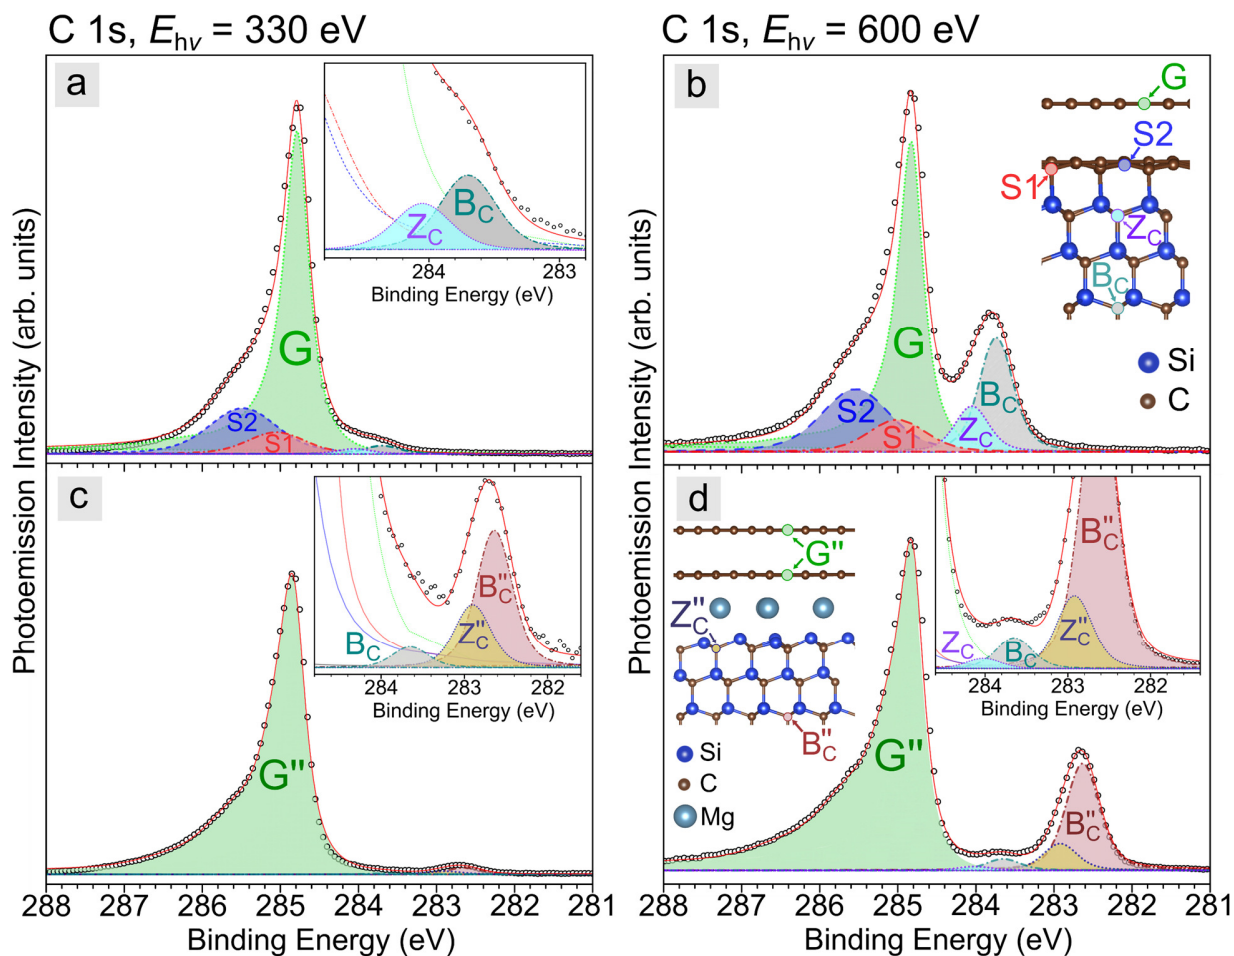 C 1s, E_hν = 330 eV
C 1s, E_hν = 600 eV
Photoemission Intensity (arb. units)
a
G
S2
S1
Z_C
B_C
284
283
Binding Energy (eV)
b
G
S2
S1
Z_C
B_C
G
S2
S1
Z_C
B_C
Si
C
Photoemission Intensity (arb. units)
c
G"
B_C
Z"_C
B"_C
284
283
282
Binding Energy (eV)
288
287
286
285
284
283
282
281
Binding Energy (eV)
d
G"
Z"_C
B"_C
Si
C
Mg
G"
B"_C
Z_C
B_C
Z"_C
B"_C
284
283
282
Binding Energy (eV)
288
287
286
285
284
283
282
281
Binding Energy (eV)